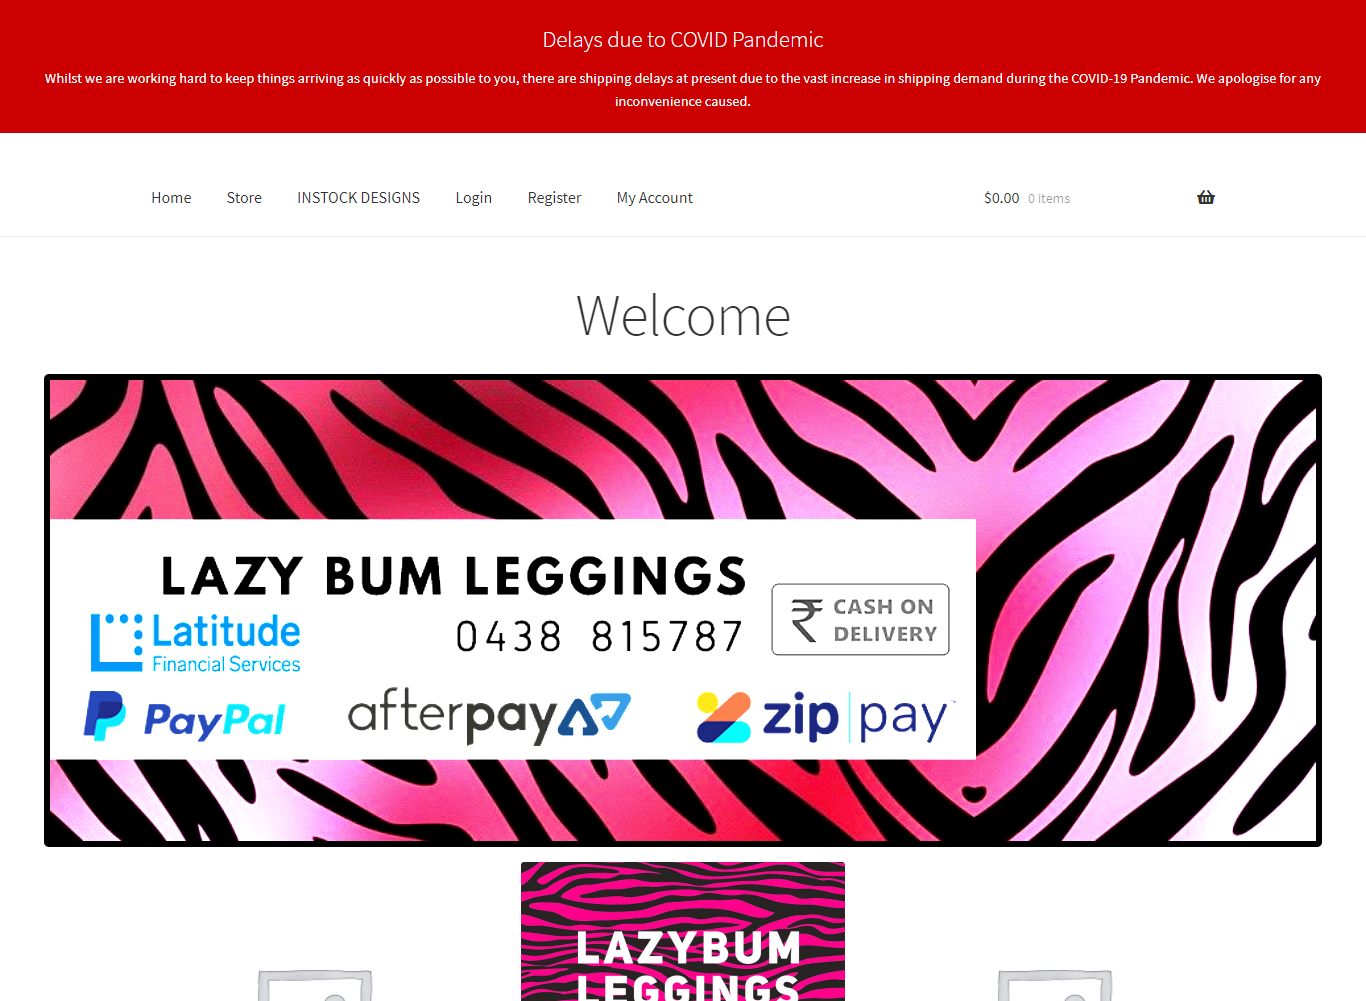 Delays due to COVID Pandemic
Whilst we are working hard to keep things arriving as quickly as possible to you, there are shipping delays at present due to the vast increase in shipping demand during the COVID-19 Pandemic. We apologise for any
inconvenience caused.
Home Store INSTOCK DESIGNS Login Register My Account $0.00 0 items
Welcome
LAZY BUM LEGGINGS
Latitude
Financial Services
0438 815787
₹ CASH ON
DELIVERY
PayPal
afterpay
zip pay
LAZYBUM
LEGGINGS